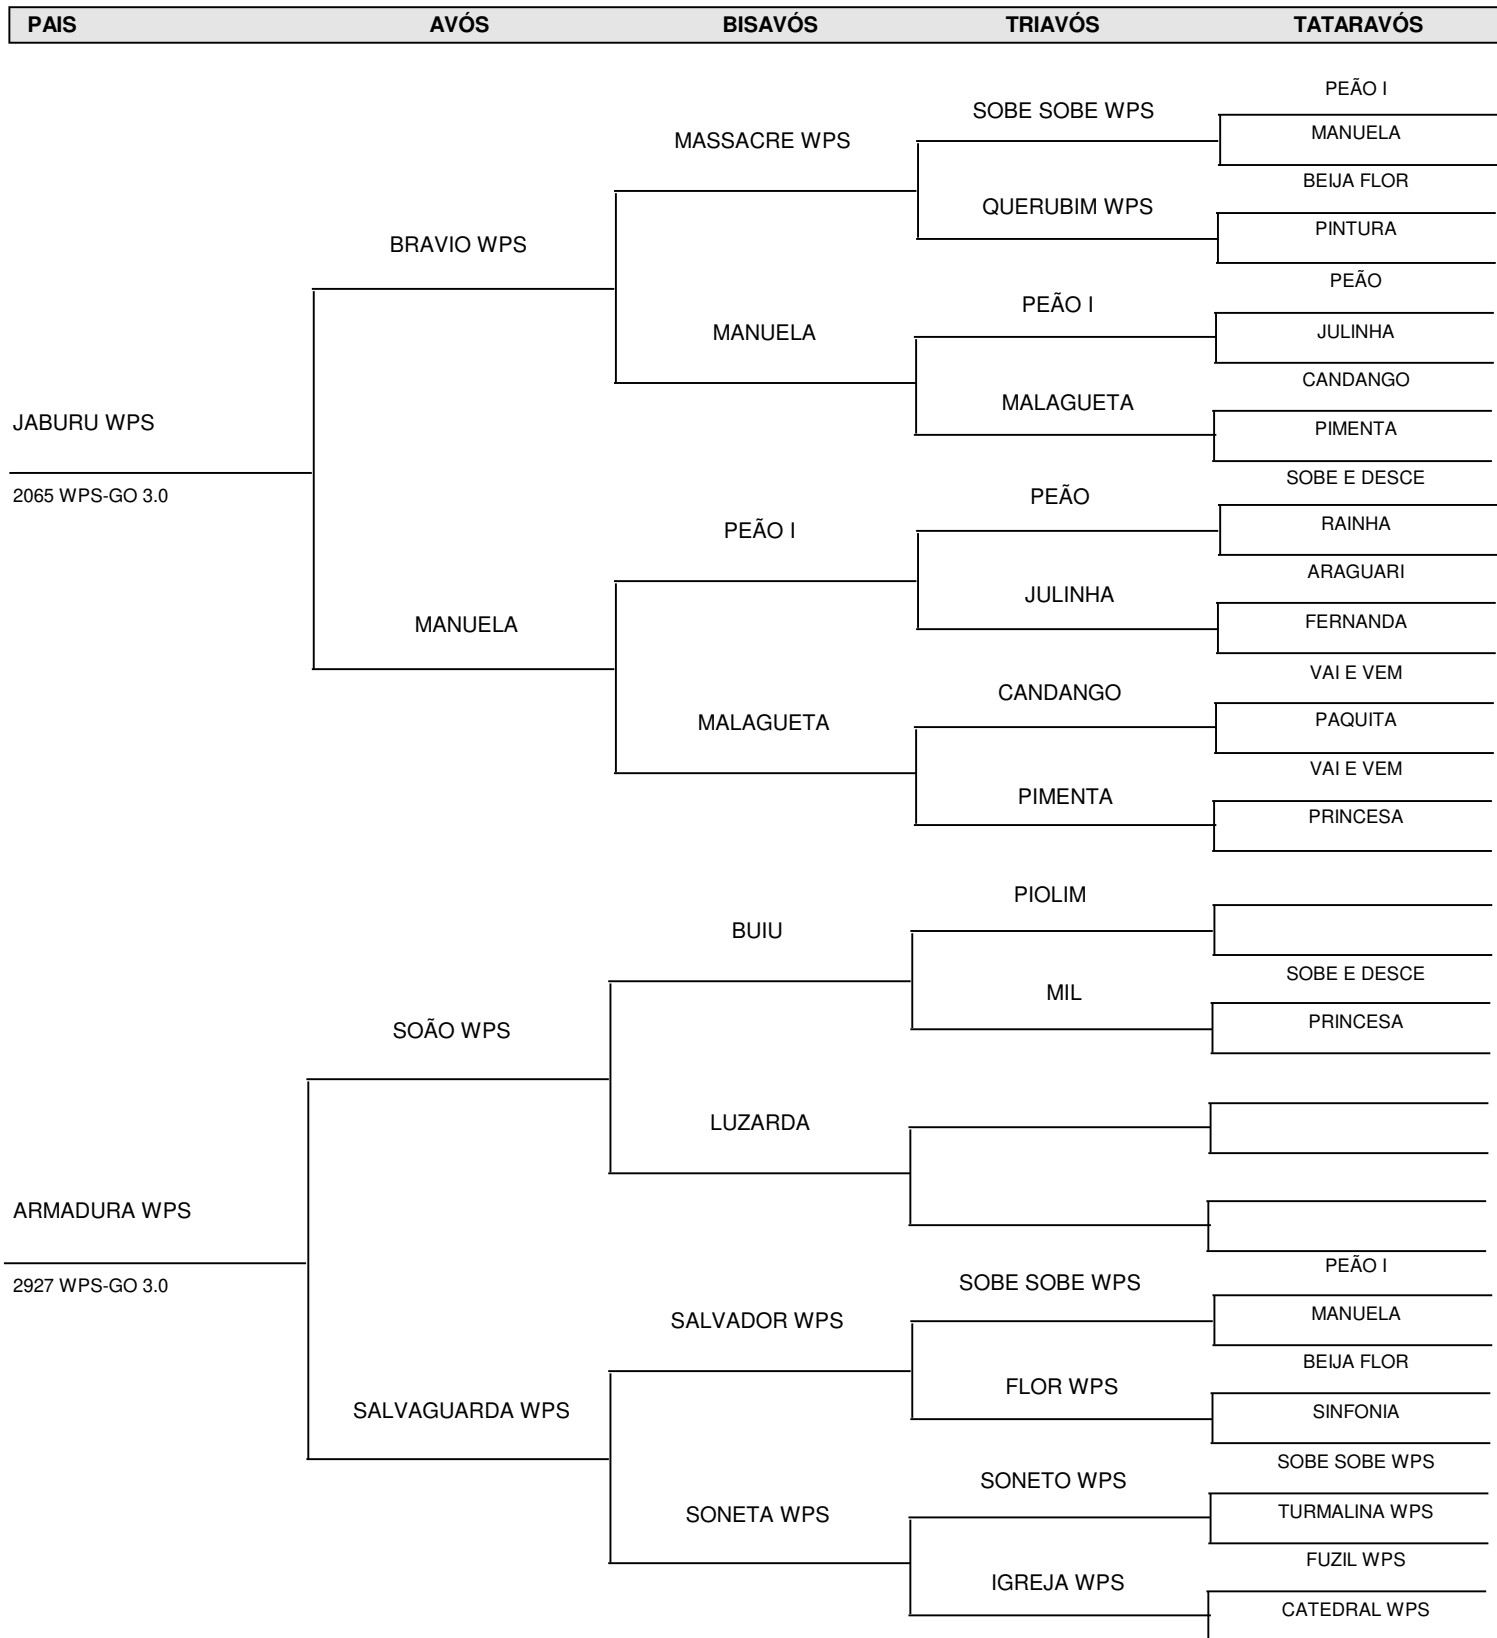 PAIS AVÓS BISAVÓS TRIAVÓS TATARAVÓS
PEÃO I
SOBE SOBE WPS
MANUELA
MASSACRE WPS
BEIJA FLOR
QUERUBIM WPS
PINTURA
BRAVIO WPS
PEÃO
PEÃO I
MANUELA
JULINHA
CANDANGO
MALAGUETA
JABURU WPS
PIMENTA
SOBE E DESCE
2065 WPS-GO 3.0
PEÃO
RAINHA
PEÃO I
ARAGUARI
JULINHA
MANUELA
FERNANDA
VAI E VEM
CANDANGO
MALAGUETA
PAQUITA
VAI E VEM
PIMENTA
PRINCESA
PIOLIM
BUIU
SOBE E DESCE
MIL
PRINCESA
SOÃO WPS
LUZARDA
ARMADURA WPS
PEÃO I
2927 WPS-GO 3.0
SOBE SOBE WPS
MANUELA
SALVADOR WPS
BEIJA FLOR
FLOR WPS
SALVAGUARDA WPS
SINFONIA
SOBE SOBE WPS
SONETO WPS
SONETA WPS
TURMALINA WPS
FUZIL WPS
IGREJA WPS
CATEDRAL WPS